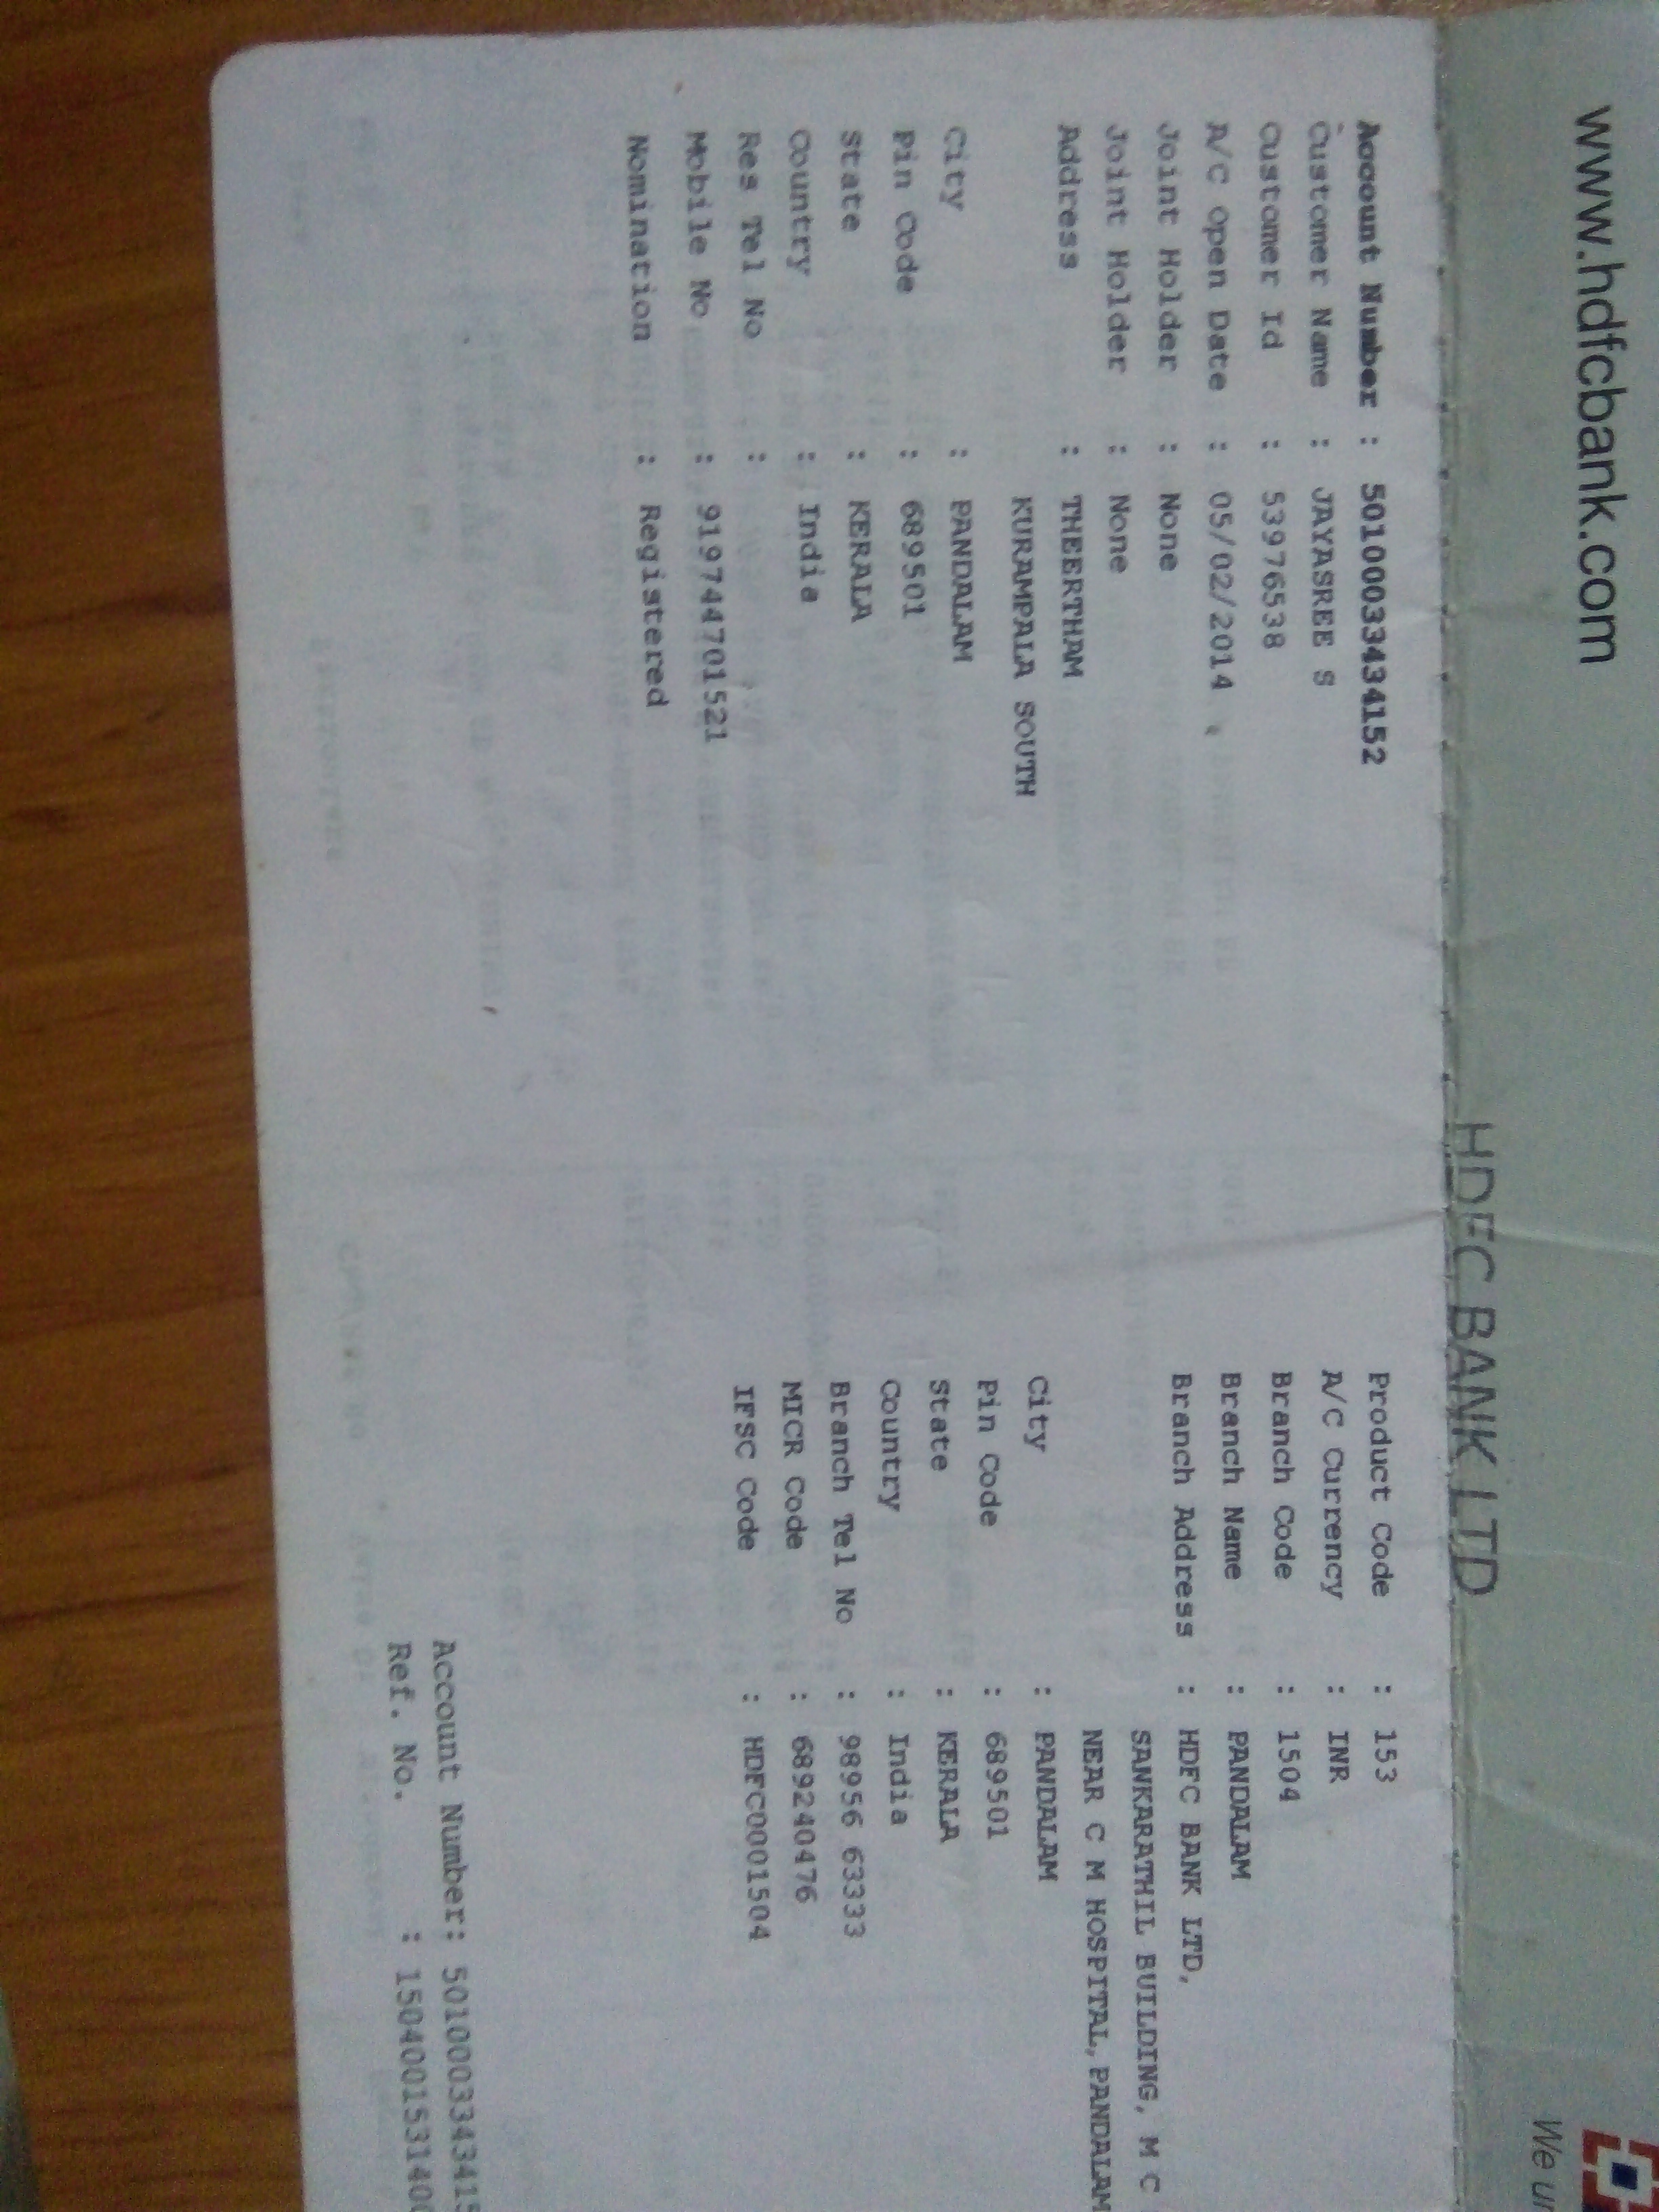 www.hdfcbank.com
We un
HDFC BANK LTD
Account Number : 50100033434152
Customer Name : JAYASREE S
Customer Id : 53976538
A/C Open Date : 05/02/2014
Joint Holder : None
Joint Holder : None
Address : THEERTHAM
KURAMPALA SOUTH
City : PANDALAM
Pin Code : 689501
State : KERALA
Country : India
Res Tel No :
Mobile No : 919744701521
Nomination : Registered
Product Code : 153
A/C Currency : INR
Branch Code : 1504
Branch Name : PANDALAM
Branch Address : HDFC BANK LTD,
SANKARATHIL BUILDING, M C
NEAR C M HOSPITAL, PANDALAM
City : PANDALAM
Pin Code : 689501
State : KERALA
Country : India
Branch Tel No : 98956 63333
MICR Code : 689240476
IFSC Code : HDFC0001504
Account Number: 5010003343415
Ref. No. : 150400153140